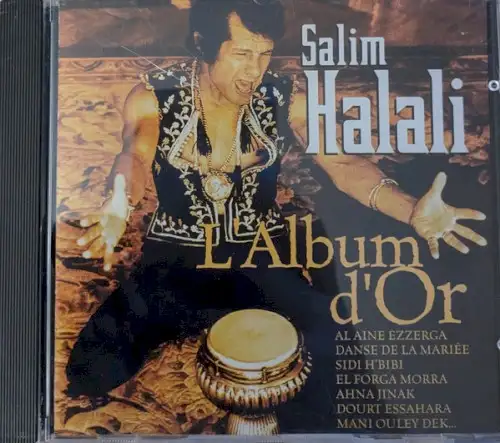 Salim
Halali
L'Album
d'Or
AL AINE EZZERGA
DANSE DE LA MARIÉE
SIDI H'BIBI
EL FORGA MORRA
AHNA JINAK
DOURT ESSAHARA
MANI OULEY DEK...